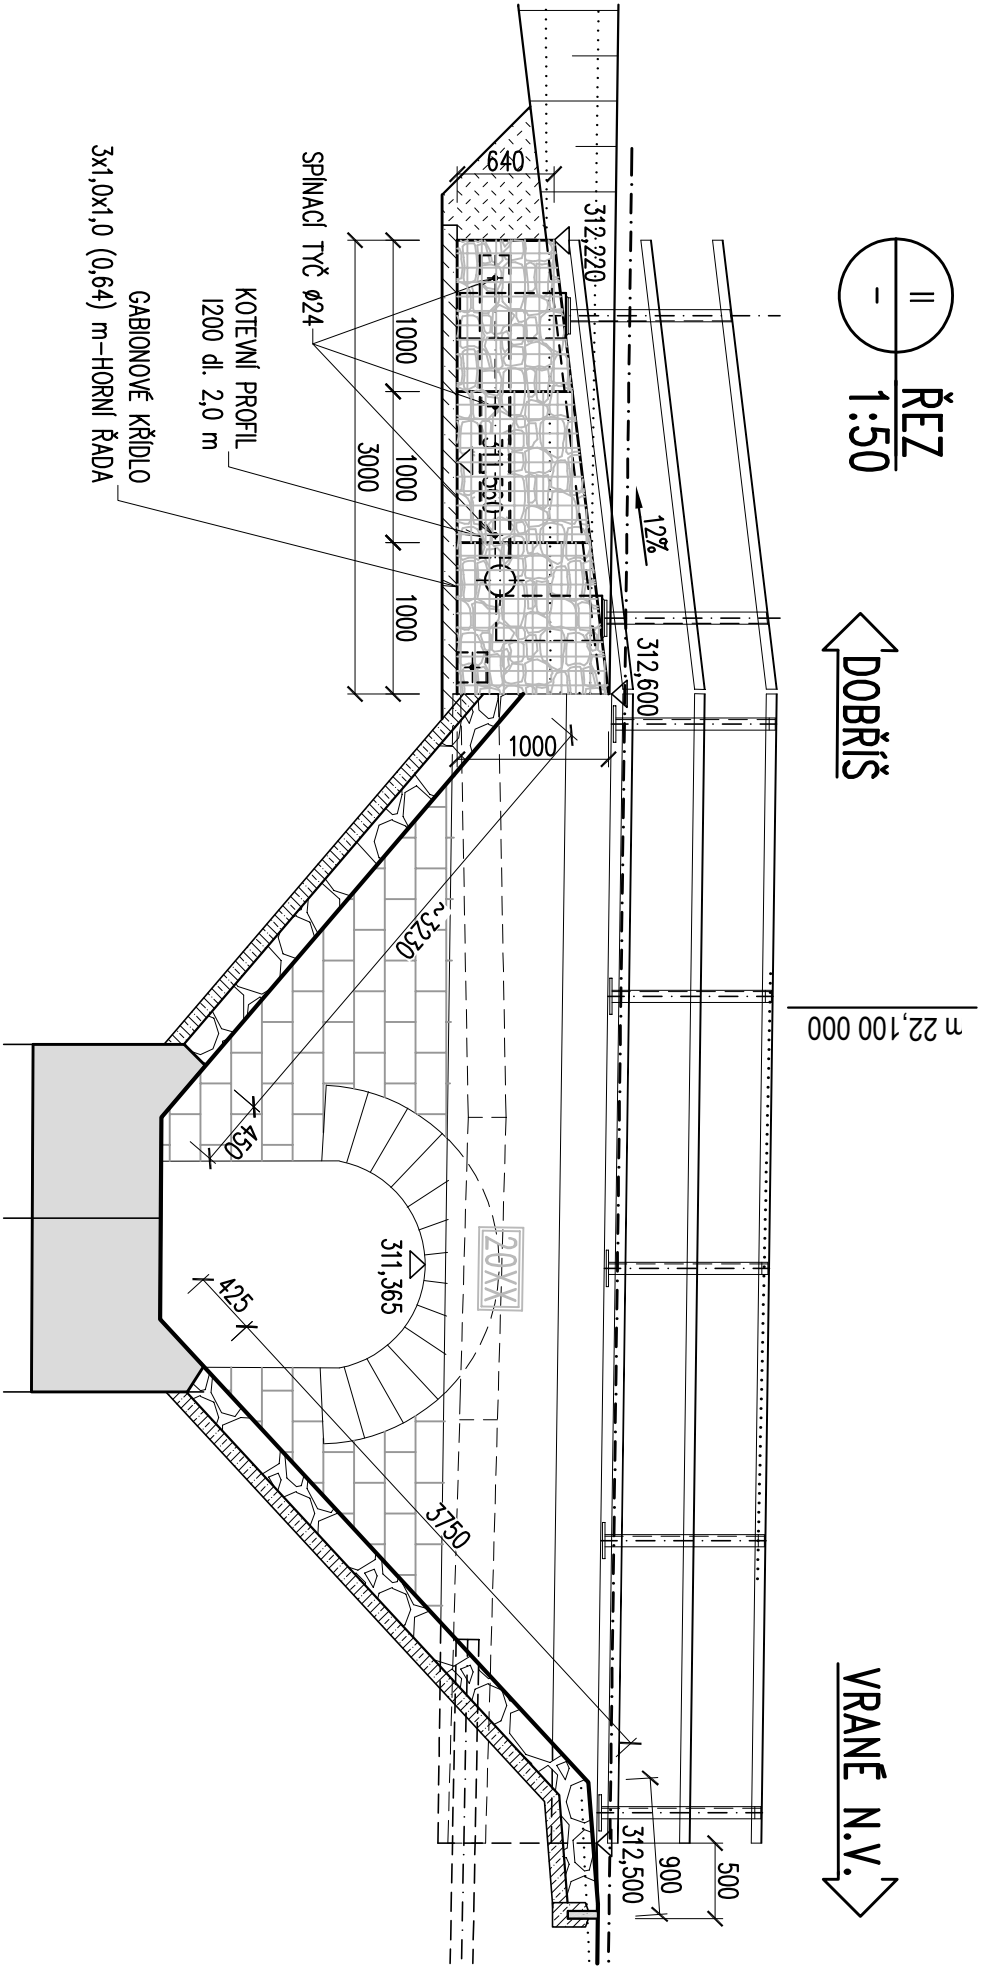 II
-
ŘEZ
1:50
DOBŘÍŠ
VRANÉ N.V.
m 22,100 000
12%
312,220
312,600
312,500
500
900
640
1000
311,560
~3230
450
425
3750
20XX
311,365
1000
1000
1000
3000
SPÍNACÍ TYČ ø24
KOTEVNÍ PROFIL
I200 dl. 2,0 m
GABIONOVÉ KŘÍDLO
3x1,0x1,0 (0,64) m-HORNÍ ŘADA